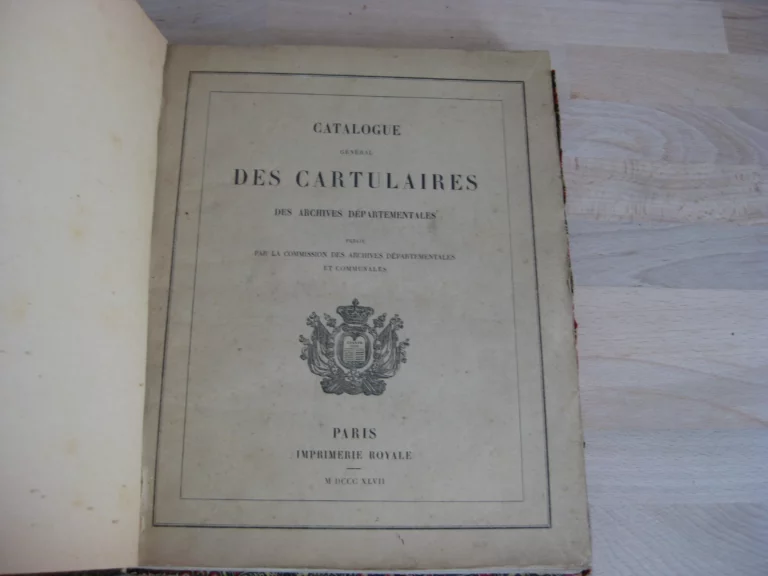 CATALOGUE
GÉNÉRAL
DES CARTULAIRES
DES ARCHIVES DÉPARTEMENTALES
PUBLIÉ
PAR LA COMMISSION DES ARCHIVES DÉPARTEMENTALES
ET COMMUNALES
PARIS
IMPRIMERIE ROYALE
M DCCC XLVII